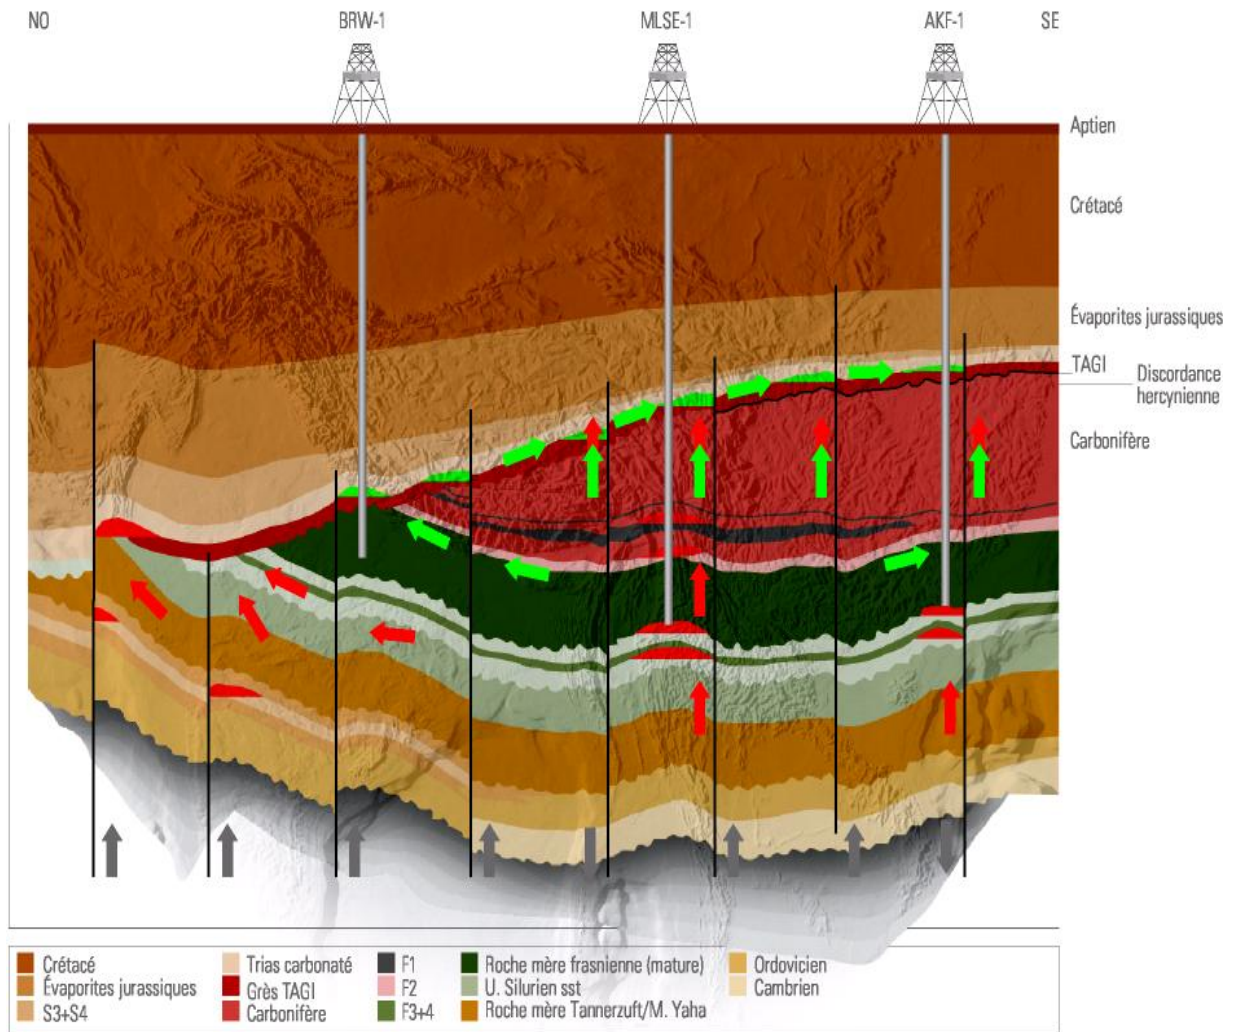 NO BRW-1 MLSE-1 AKF-1 SE
Aptien
Crétacé
Évaporites jurassiques
TAGI
Discordance
hercynienne
Carbonifère
Crétacé
Évaporites jurassiques
S3+S4
Trias carbonaté
Grès TAGI
Carbonifère
F1
F2
F3+4
Roche mère frasnienne (mature)
U. Silurien sst
Roche mère Tannerzuft/M. Yaha
Ordovicien
Cambrien